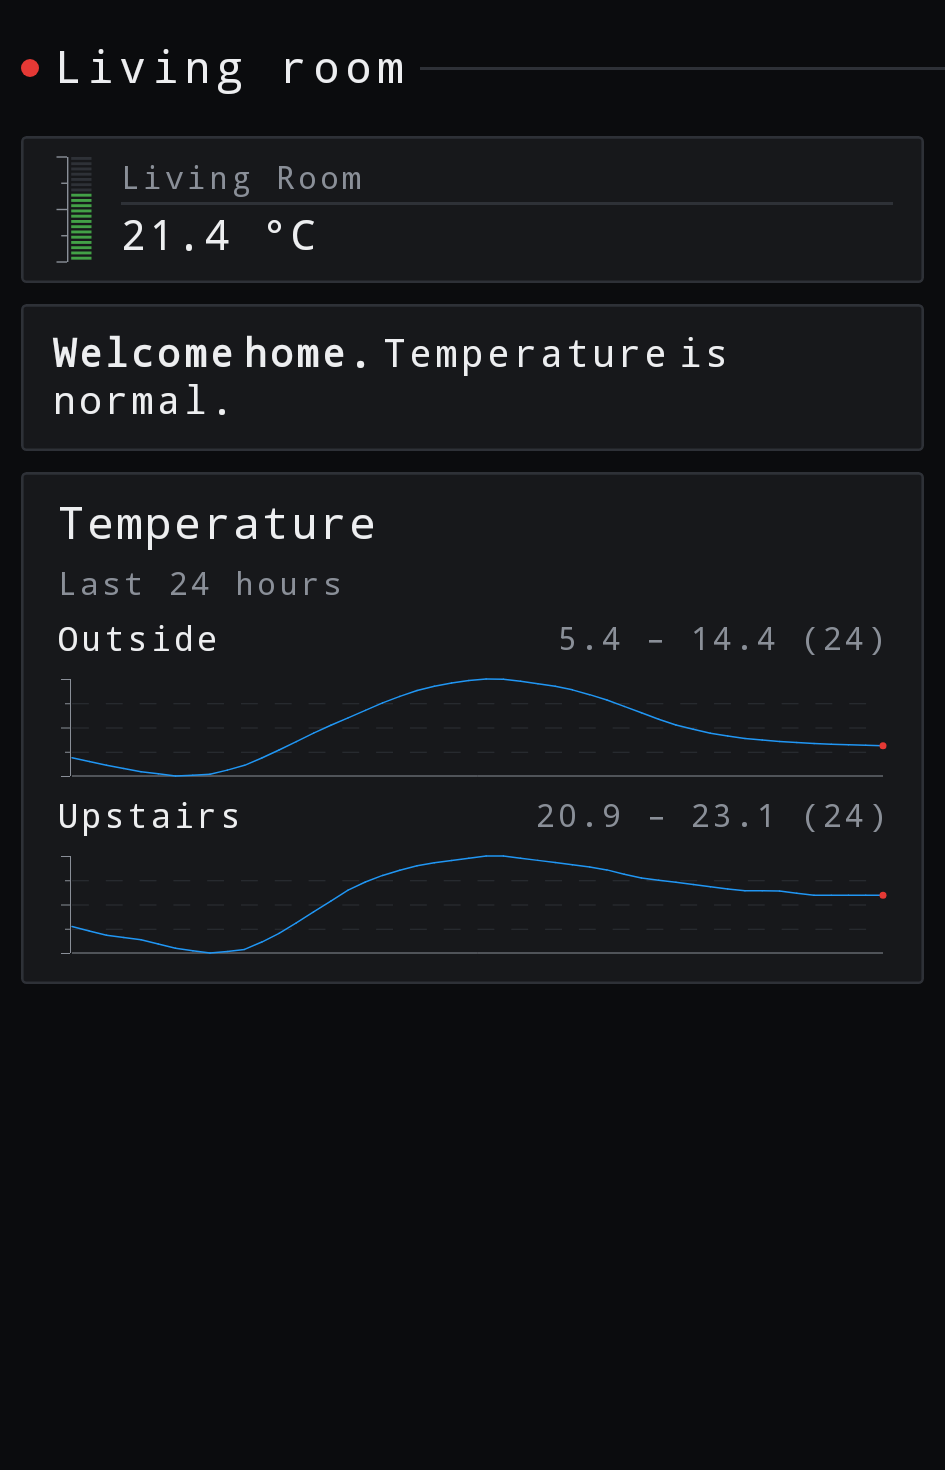 Living room
Living Room
21.4 °C
Welcome home. Temperature is
normal.
Temperature
Last 24 hours
Outside 5.4 – 14.4 (24)
Upstairs 20.9 – 23.1 (24)